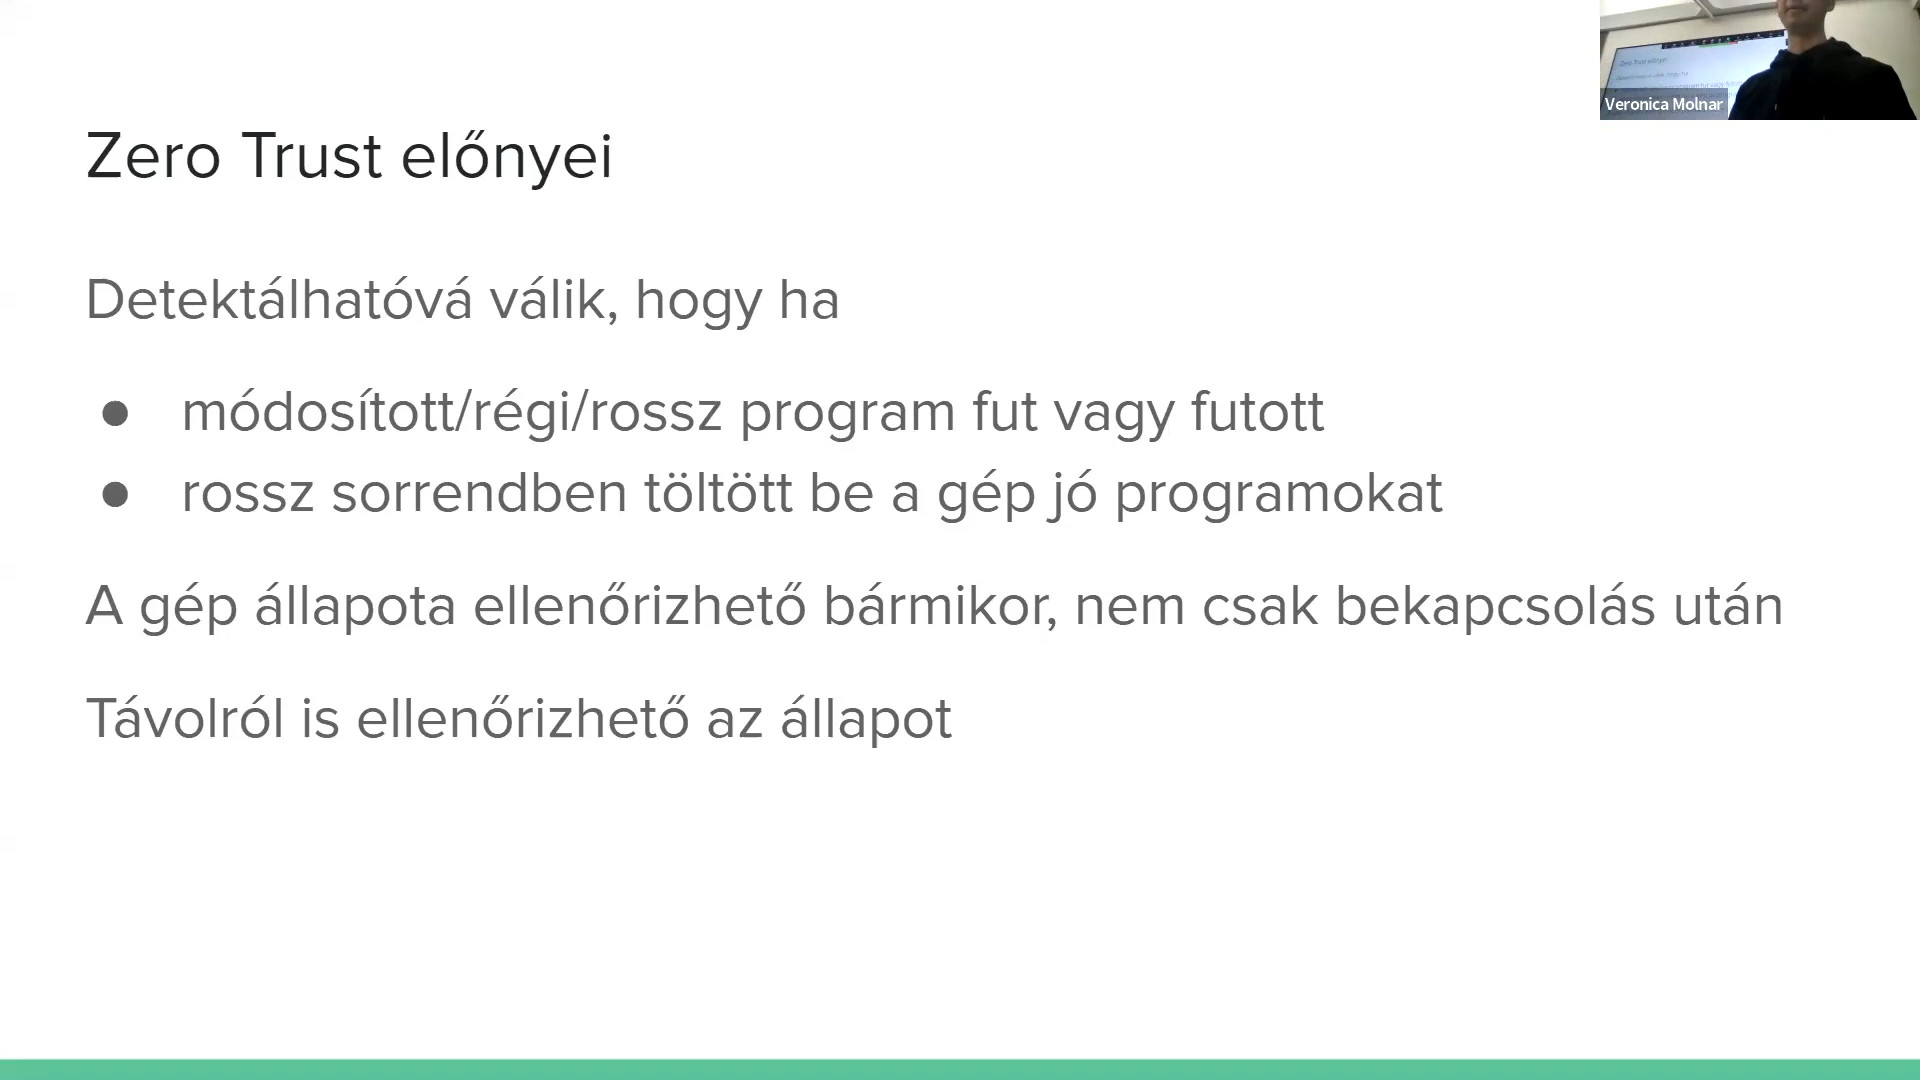 Veronica Molnar
Zero Trust előnyei
Detektálhatóvá válik, hogy ha
● módosított/régi/rossz program fut vagy futott
● rossz sorrendben töltött be a gép jó programokat
A gép állapota ellenőrizhető bármikor, nem csak bekapcsolás után
Távolról is ellenőrizhető az állapot